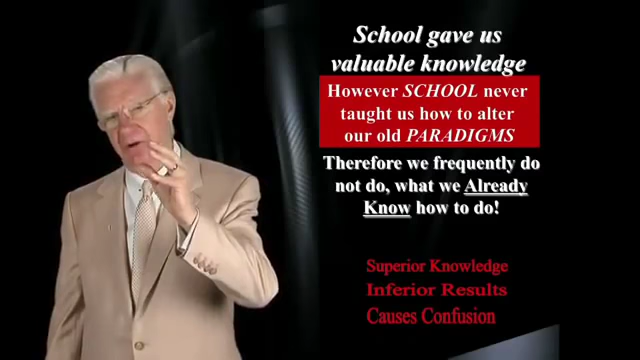 School gave us
valuable knowledge
However SCHOOL never
taught us how to alter
our old PARADIGMS
Therefore we frequently do
not do, what we Already
Know how to do!
Superior Knowledge
Inferior Results
Causes Confusion